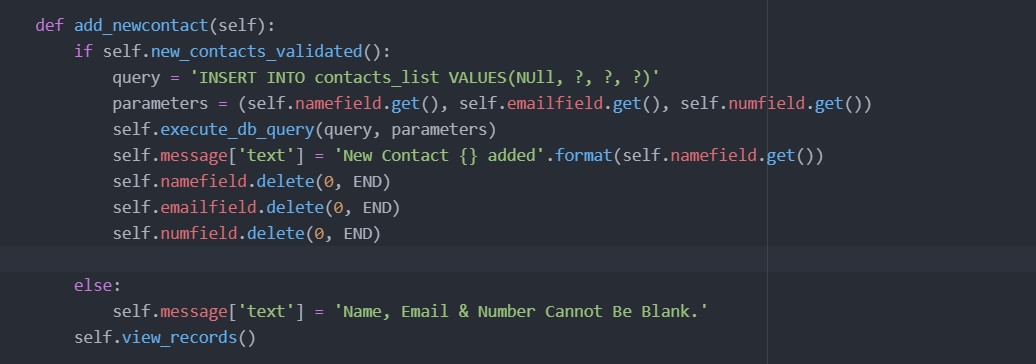 def add_newcontact(self):
    if self.new_contacts_validated():
        query = 'INSERT INTO contacts_list VALUES(NUll, ?, ?, ?)'
        parameters = (self.namefield.get(), self.emailfield.get(), self.numfield.get())
        self.execute_db_query(query, parameters)
        self.message['text'] = 'New Contact {} added'.format(self.namefield.get())
        self.namefield.delete(0, END)
        self.emailfield.delete(0, END)
        self.numfield.delete(0, END)

    else:
        self.message['text'] = 'Name, Email & Number Cannot Be Blank.'
    self.view_records()